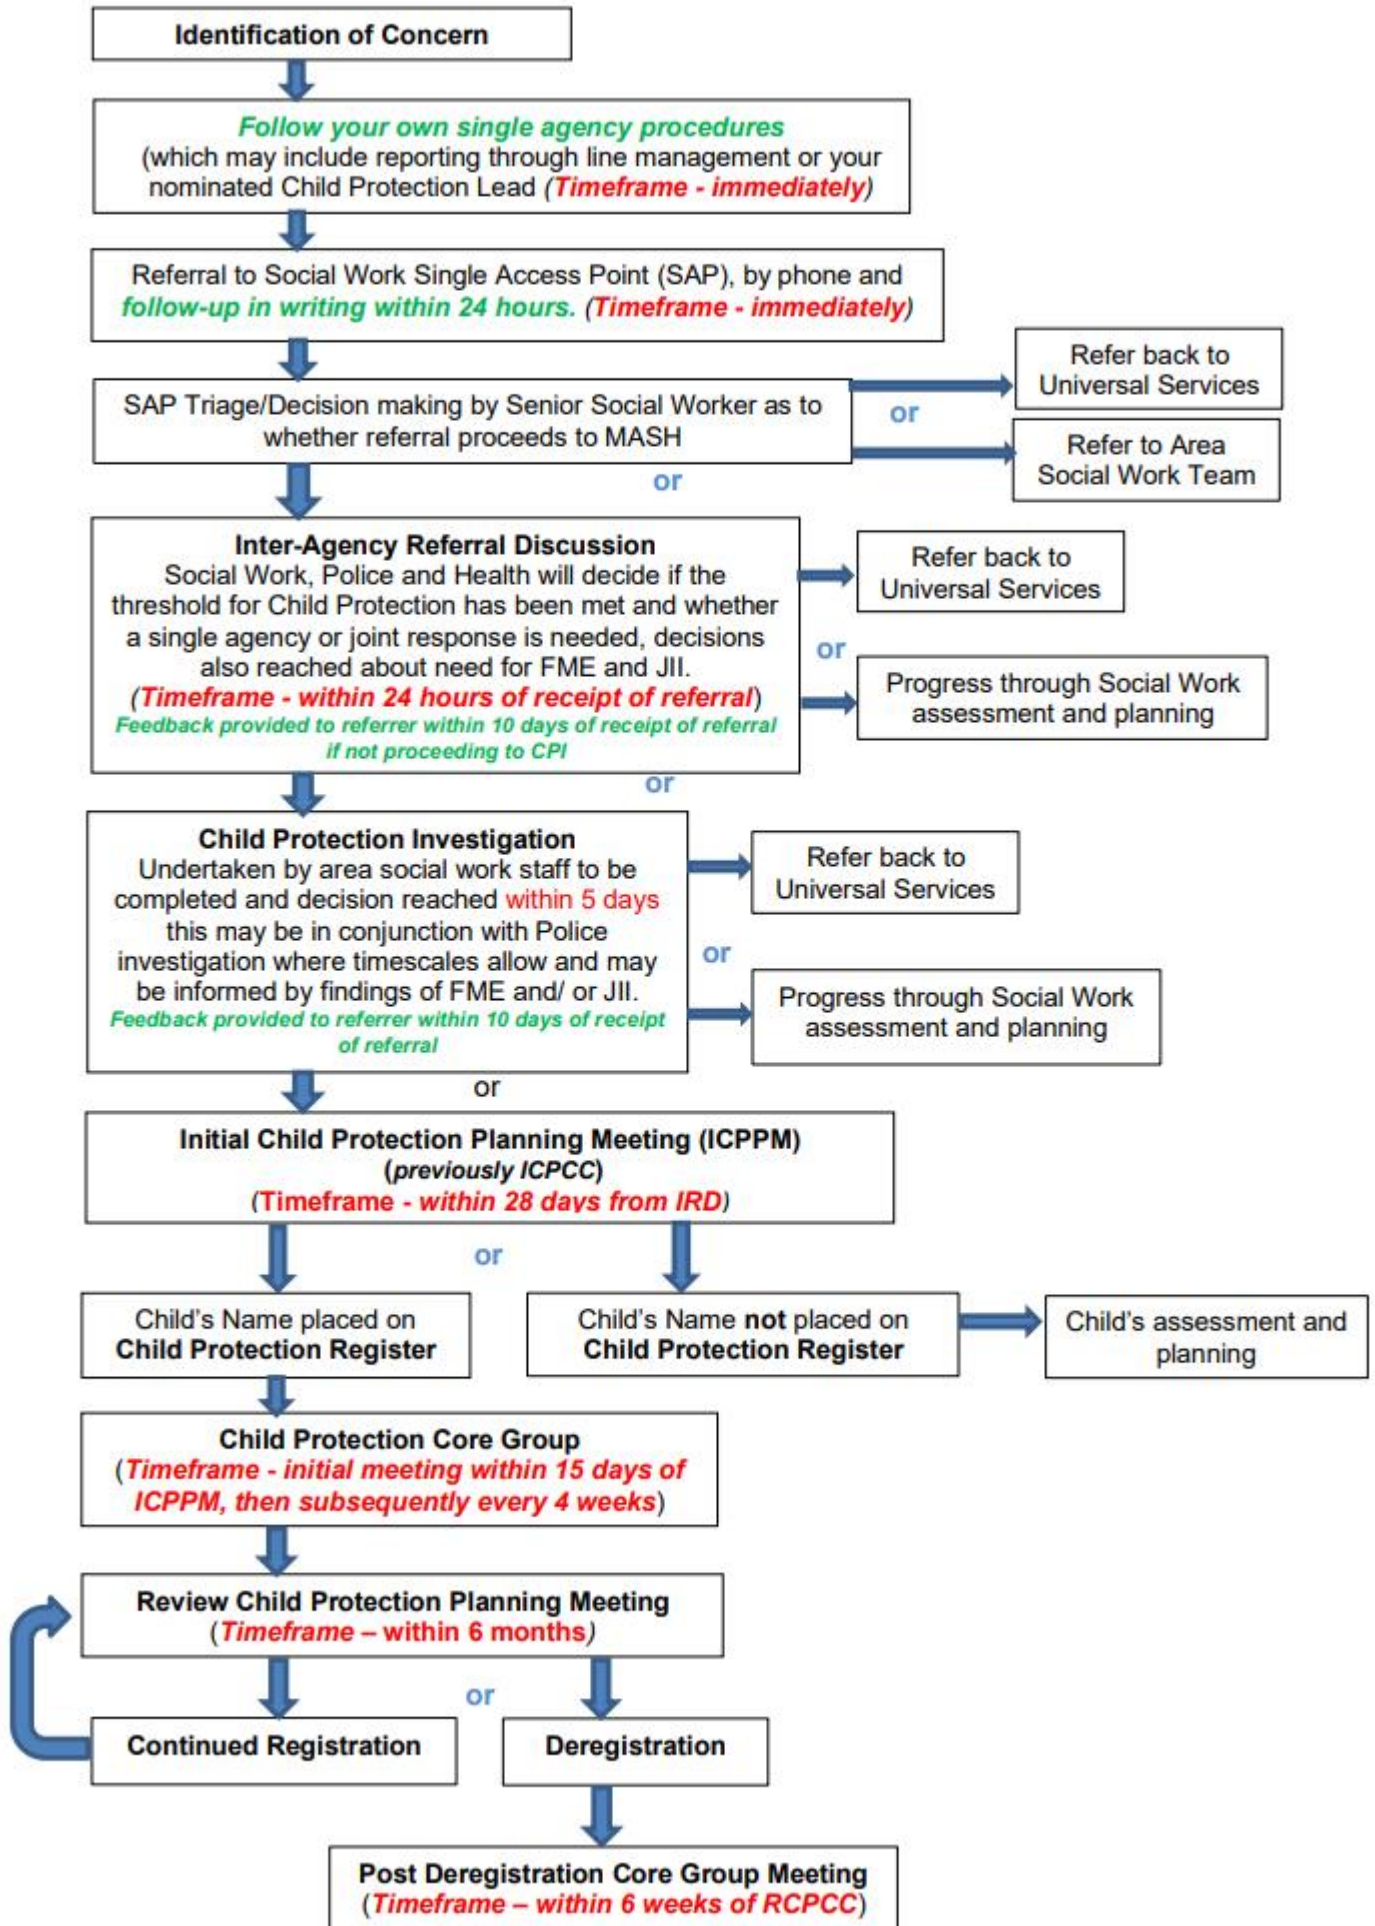 Identification of Concern
Follow your own single agency procedures
(which may include reporting through line management or your
nominated Child Protection Lead (Timeframe - immediately)
Referral to Social Work Single Access Point (SAP), by phone and
follow-up in writing within 24 hours. (Timeframe - immediately)
SAP Triage/Decision making by Senior Social Worker as to
whether referral proceeds to MASH
Refer back to
Universal Services
or
Refer to Area
Social Work Team
or
Inter-Agency Referral Discussion
Social Work, Police and Health will decide if the
threshold for Child Protection has been met and whether
a single agency or joint response is needed, decisions
also reached about need for FME and JII.
(Timeframe - within 24 hours of receipt of referral)
Feedback provided to referrer within 10 days of receipt of referral
if not proceeding to CPI
Refer back to
Universal Services
or
Progress through Social Work
assessment and planning
or
Child Protection Investigation
Undertaken by area social work staff to be
completed and decision reached within 5 days
this may be in conjunction with Police
investigation where timescales allow and may
be informed by findings of FME and/ or JII.
Feedback provided to referrer within 10 days of receipt
of referral
Refer back to
Universal Services
or
Progress through Social Work
assessment and planning
or
Initial Child Protection Planning Meeting (ICPPM)
(previously ICPCC)
(Timeframe - within 28 days from IRD)
or
Child's Name placed on
Child Protection Register
Child's Name not placed on
Child Protection Register
Child's assessment and
planning
Child Protection Core Group
(Timeframe - initial meeting within 15 days of
ICPPM, then subsequently every 4 weeks)
Review Child Protection Planning Meeting
(Timeframe – within 6 months)
or
Continued Registration
Deregistration
Post Deregistration Core Group Meeting
(Timeframe – within 6 weeks of RCPCC)